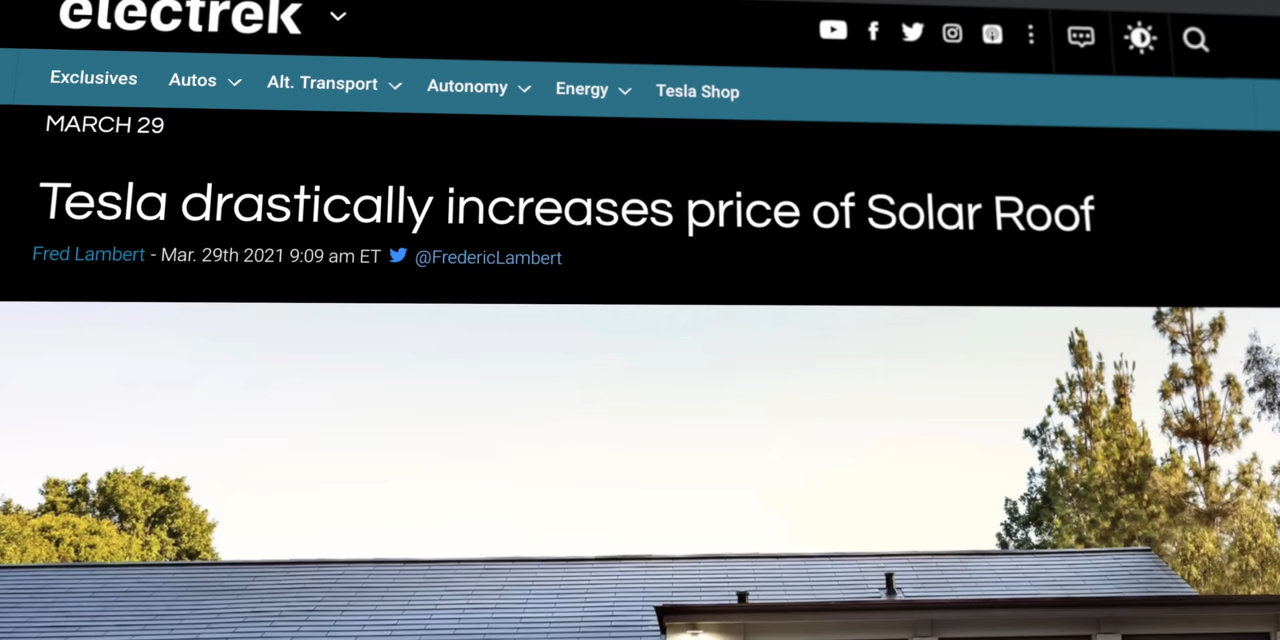 electrek
Exclusives Autos Alt. Transport Autonomy Energy Tesla Shop
MARCH 29
Tesla drastically increases price of Solar Roof
Fred Lambert - Mar. 29th 2021 9:09 am ET @FredericLambert